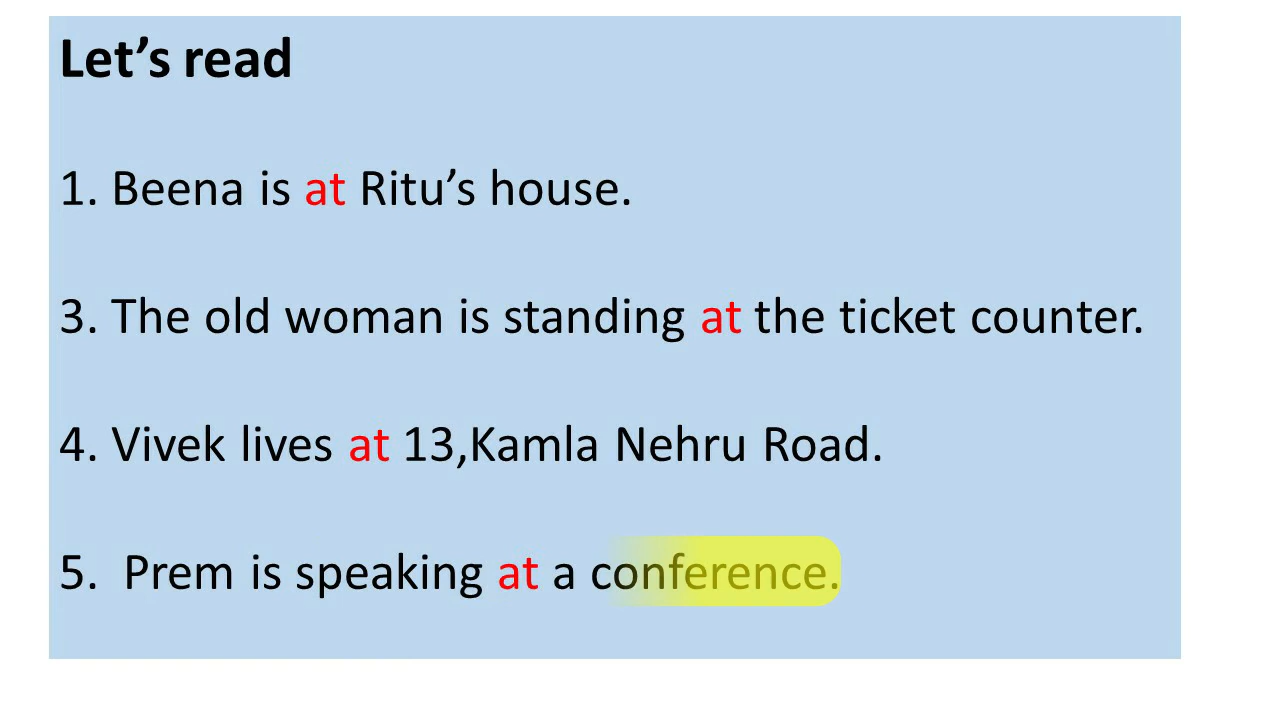 Let’s read
1. Beena is at Ritu’s house.
3. The old woman is standing at the ticket counter.
4. Vivek lives at 13,Kamla Nehru Road.
5. Prem is speaking at a conference.